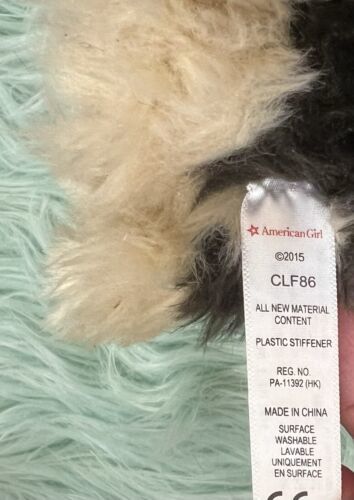 American Girl
©2015
CLF86
ALL NEW MATERIAL
CONTENT
PLASTIC STIFFENER
REG. NO.
PA-11392 (HK)
MADE IN CHINA
SURFACE
WASHABLE
LAVABLE
UNIQUEMENT
EN SURFACE